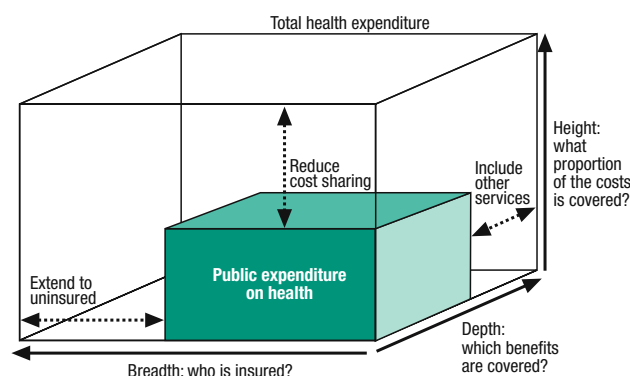 Total health expenditure
Height:
what
proportion
of the costs
is covered?
Reduce
cost sharing
Include
other
services
Public expenditure
on health
Extend to
uninsured
Depth:
which benefits
are covered?
Breadth: who is insured?